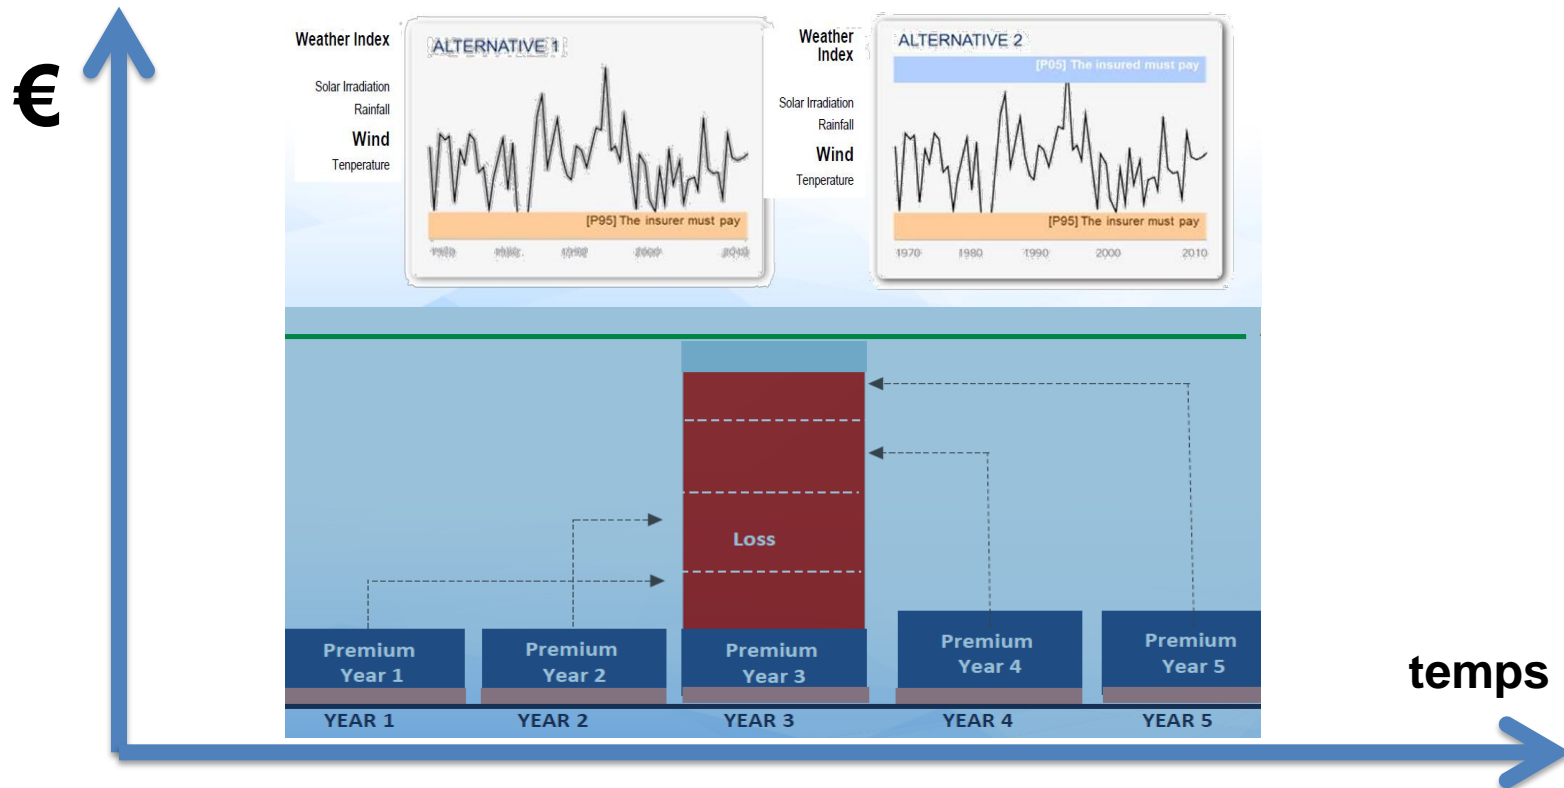 €
Weather Index
Solar Irradiation
Rainfall
Wind
Tenperature
ALTERNATIVE 1
[P95] The insurer must pay
1990
2000
2010
Weather
Index
Solar Irradiation
Rainfall
Wind
Tenperature
ALTERNATIVE 2
[P05] The insured must pay
[P95] The insurer must pay
1970 1980 1990 2000 2010
Loss
Premium
Year 1
Premium
Year 2
Premium
Year 3
Premium
Year 4
Premium
Year 5
YEAR 1 YEAR 2 YEAR 3 YEAR 4 YEAR 5
temps